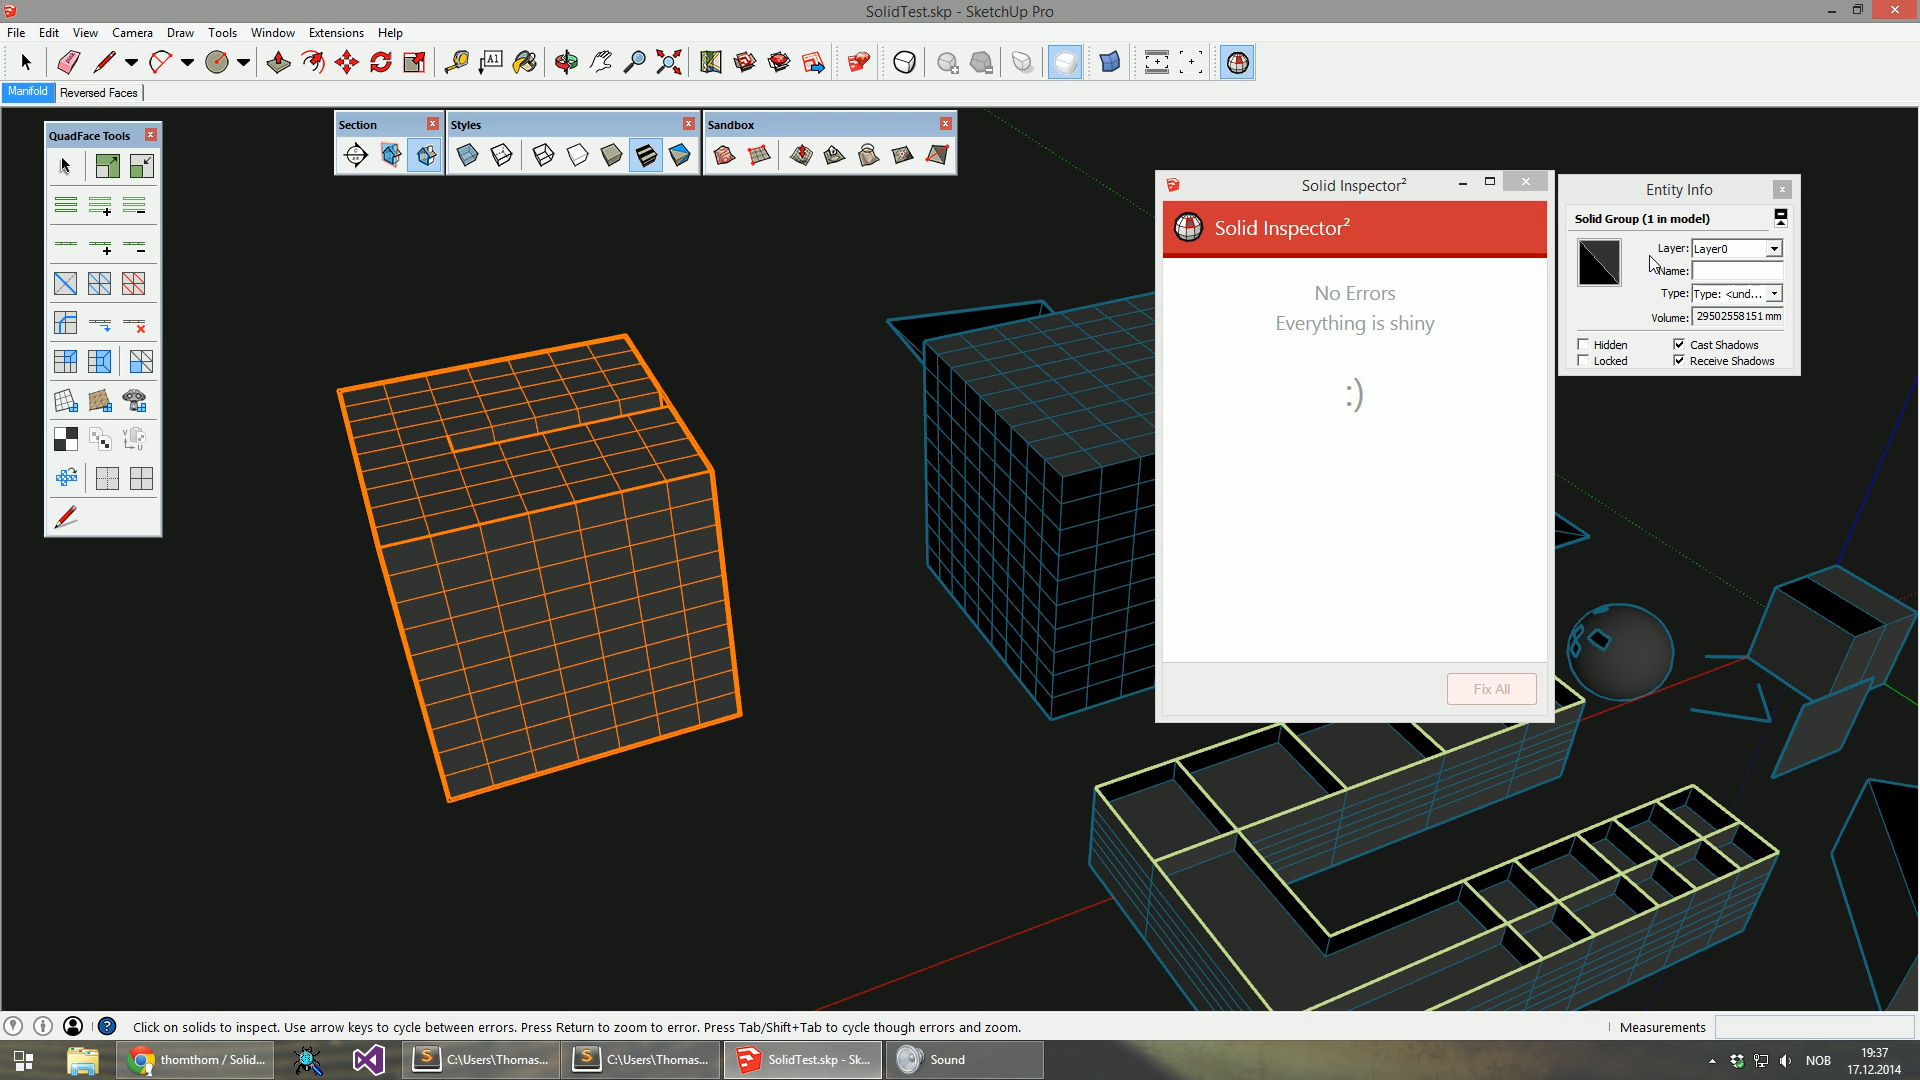 SolidTest.skp - SketchUp Pro
File Edit View Camera Draw Tools Window Extensions Help
A1
Manifold Reversed Faces
QuadFace Tools
Section
Styles
Sandbox
Solid Inspector²
Solid Inspector²
No Errors
Everything is shiny
:)
Fix All
Entity Info
Solid Group (1 in model)
Layer: Layer0
Name:
Type: Type: <und...
Volume: 29502558151 mm
Hidden Cast Shadows
Locked Receive Shadows
Click on solids to inspect. Use arrow keys to cycle between errors. Press Return to zoom to error. Press Tab/Shift+Tab to cycle though errors and zoom.
Measurements
thomthom / Solid...
C:\Users\Thomas...
C:\Users\Thomas...
SolidTest.skp - Sk...
Sound
NOB
19:37
17.12.2014